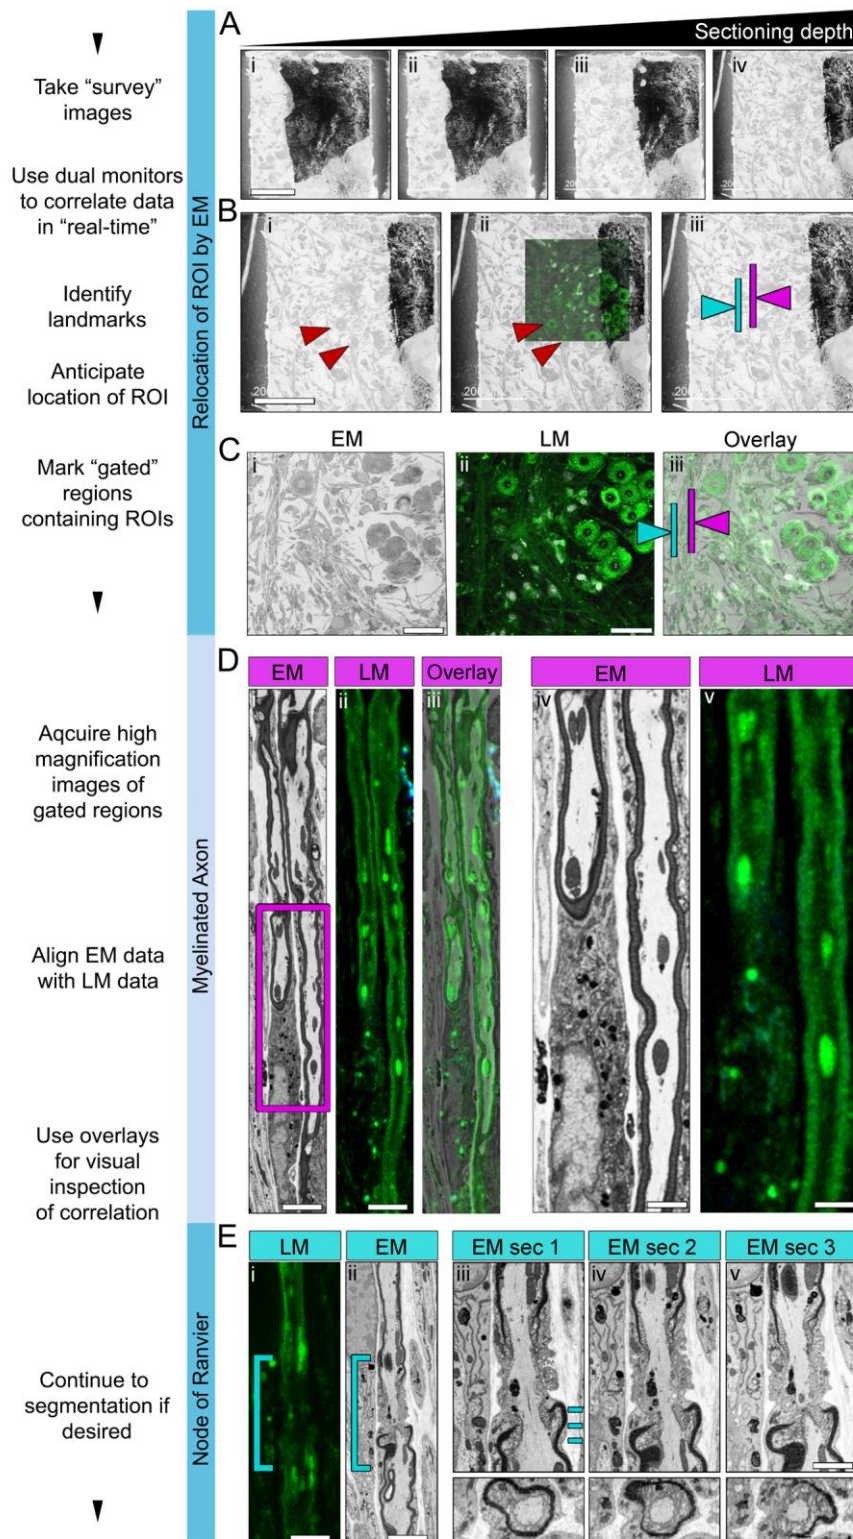 A
Sectioning depth
i
ii
iii
iv
Take “survey”
images
Use dual monitors
to correlate data
in “real-time”
Identify
landmarks
Anticipate
location of ROI
Mark “gated”
regions
containing ROIs
Relocation of ROI by EM
B
i
ii
iii
C
EM
LM
Overlay
i
ii
iii
Aqcuire high
magnification
images of
gated regions
Align EM data
with LM data
Use overlays
for visual
inspection
of correlation
Myelinated Axon
D
EM
LM
Overlay
EM
LM
i
ii
iii
iv
v
Continue to
segmentation if
desired
Node of Ranvier
E
LM
EM
EM sec 1
EM sec 2
EM sec 3
i
ii
iii
iv
v